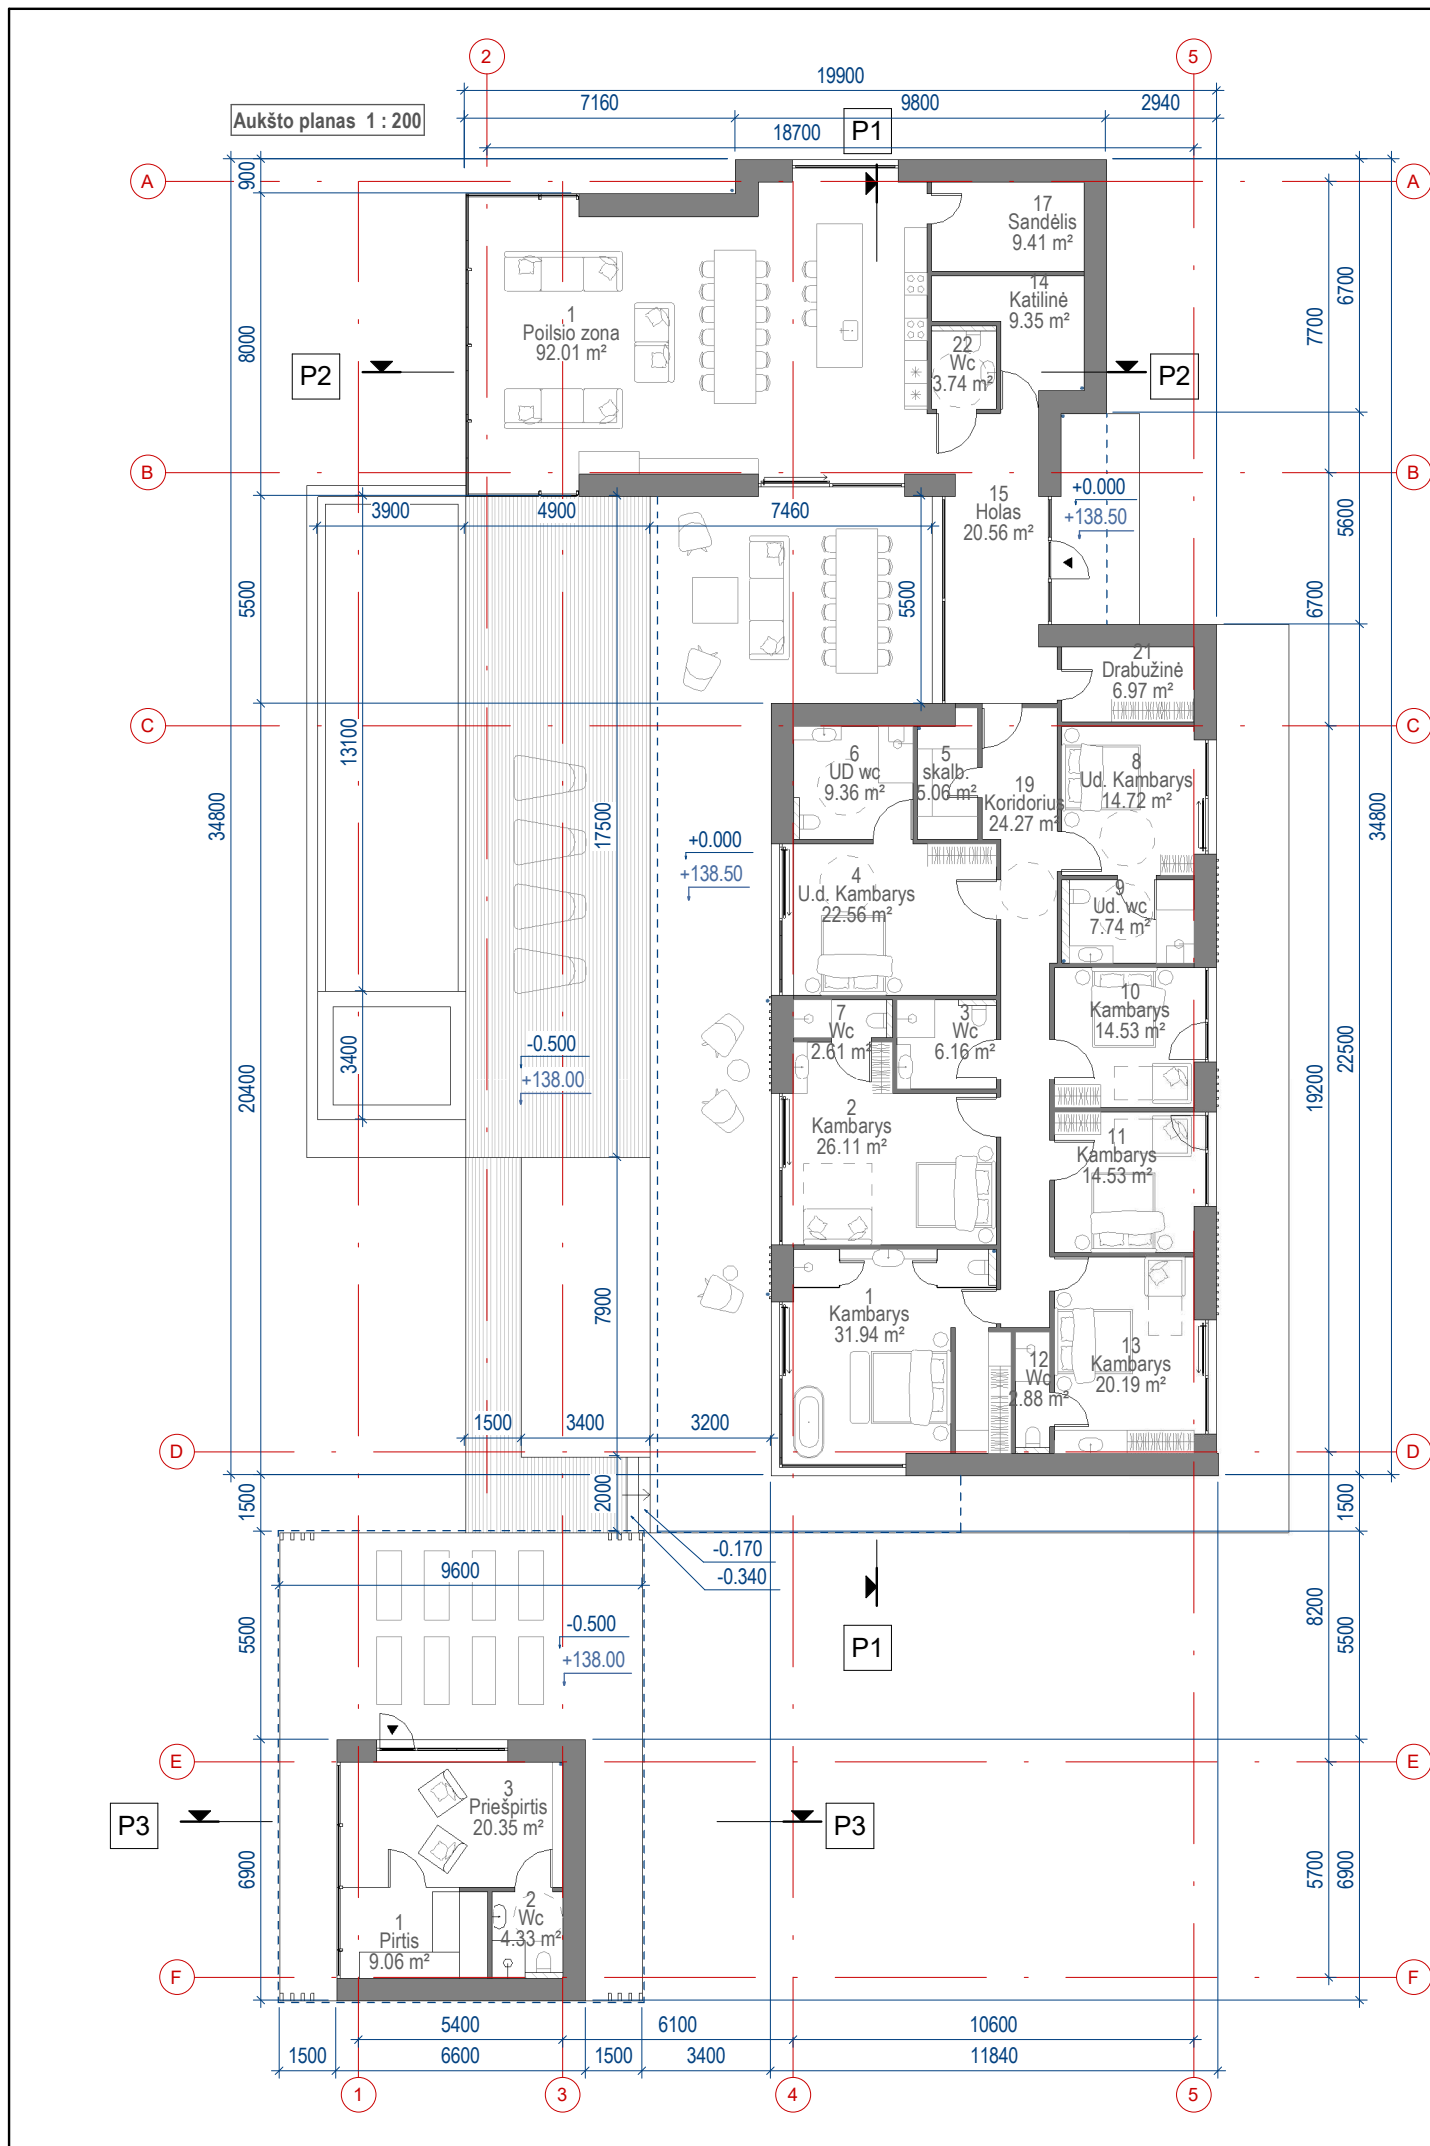 2
5
19900
7160
9800
2940
Aukšto planas 1 : 200
18700
P1
A
A
900
17
Sandėlis
9.41 m²
14
Katilinė
9.35 m²
6700
7700
8000
1
Poilsio zona
92.01 m²
22
Wc
3.74 m²
P2
P2
B
B
15
Holas
20.56 m²
+0.000
+138.50
3900
4900
7460
5600
5500
5500
6700
21
Drabužinė
6.97 m²
C
C
13100
6
UD wc
9.36 m²
5
skalb.
5.06 m²
19
Koridorius
24.27 m²
8
Ud. Kambarys
14.72 m²
34800
17500
34800
+0.000
+138.50
4
U.d. Kambarys
22.56 m²
9
Ud. wc
7.74 m²
10
Kambarys
14.53 m²
7
Wc
2.61 m²
3
Wc
6.16 m²
-0.500
+138.00
3400
20400
19200
22500
2
Kambarys
26.11 m²
11
Kambarys
14.53 m²
7900
1
Kambarys
31.94 m²
12
Wc
2.88 m²
13
Kambarys
20.19 m²
1500
3400
3200
D
D
1500
2000
1500
-0.170
-0.340
9600
5500
-0.500
+138.00
8200
5500
P1
E
E
3
Priešpirtis
20.35 m²
P3
P3
6900
5700
6900
1
Pirtis
9.06 m²
2
Wc
4.33 m²
F
F
5400
6100
10600
1500
6600
1500
3400
11840
1
3
4
5